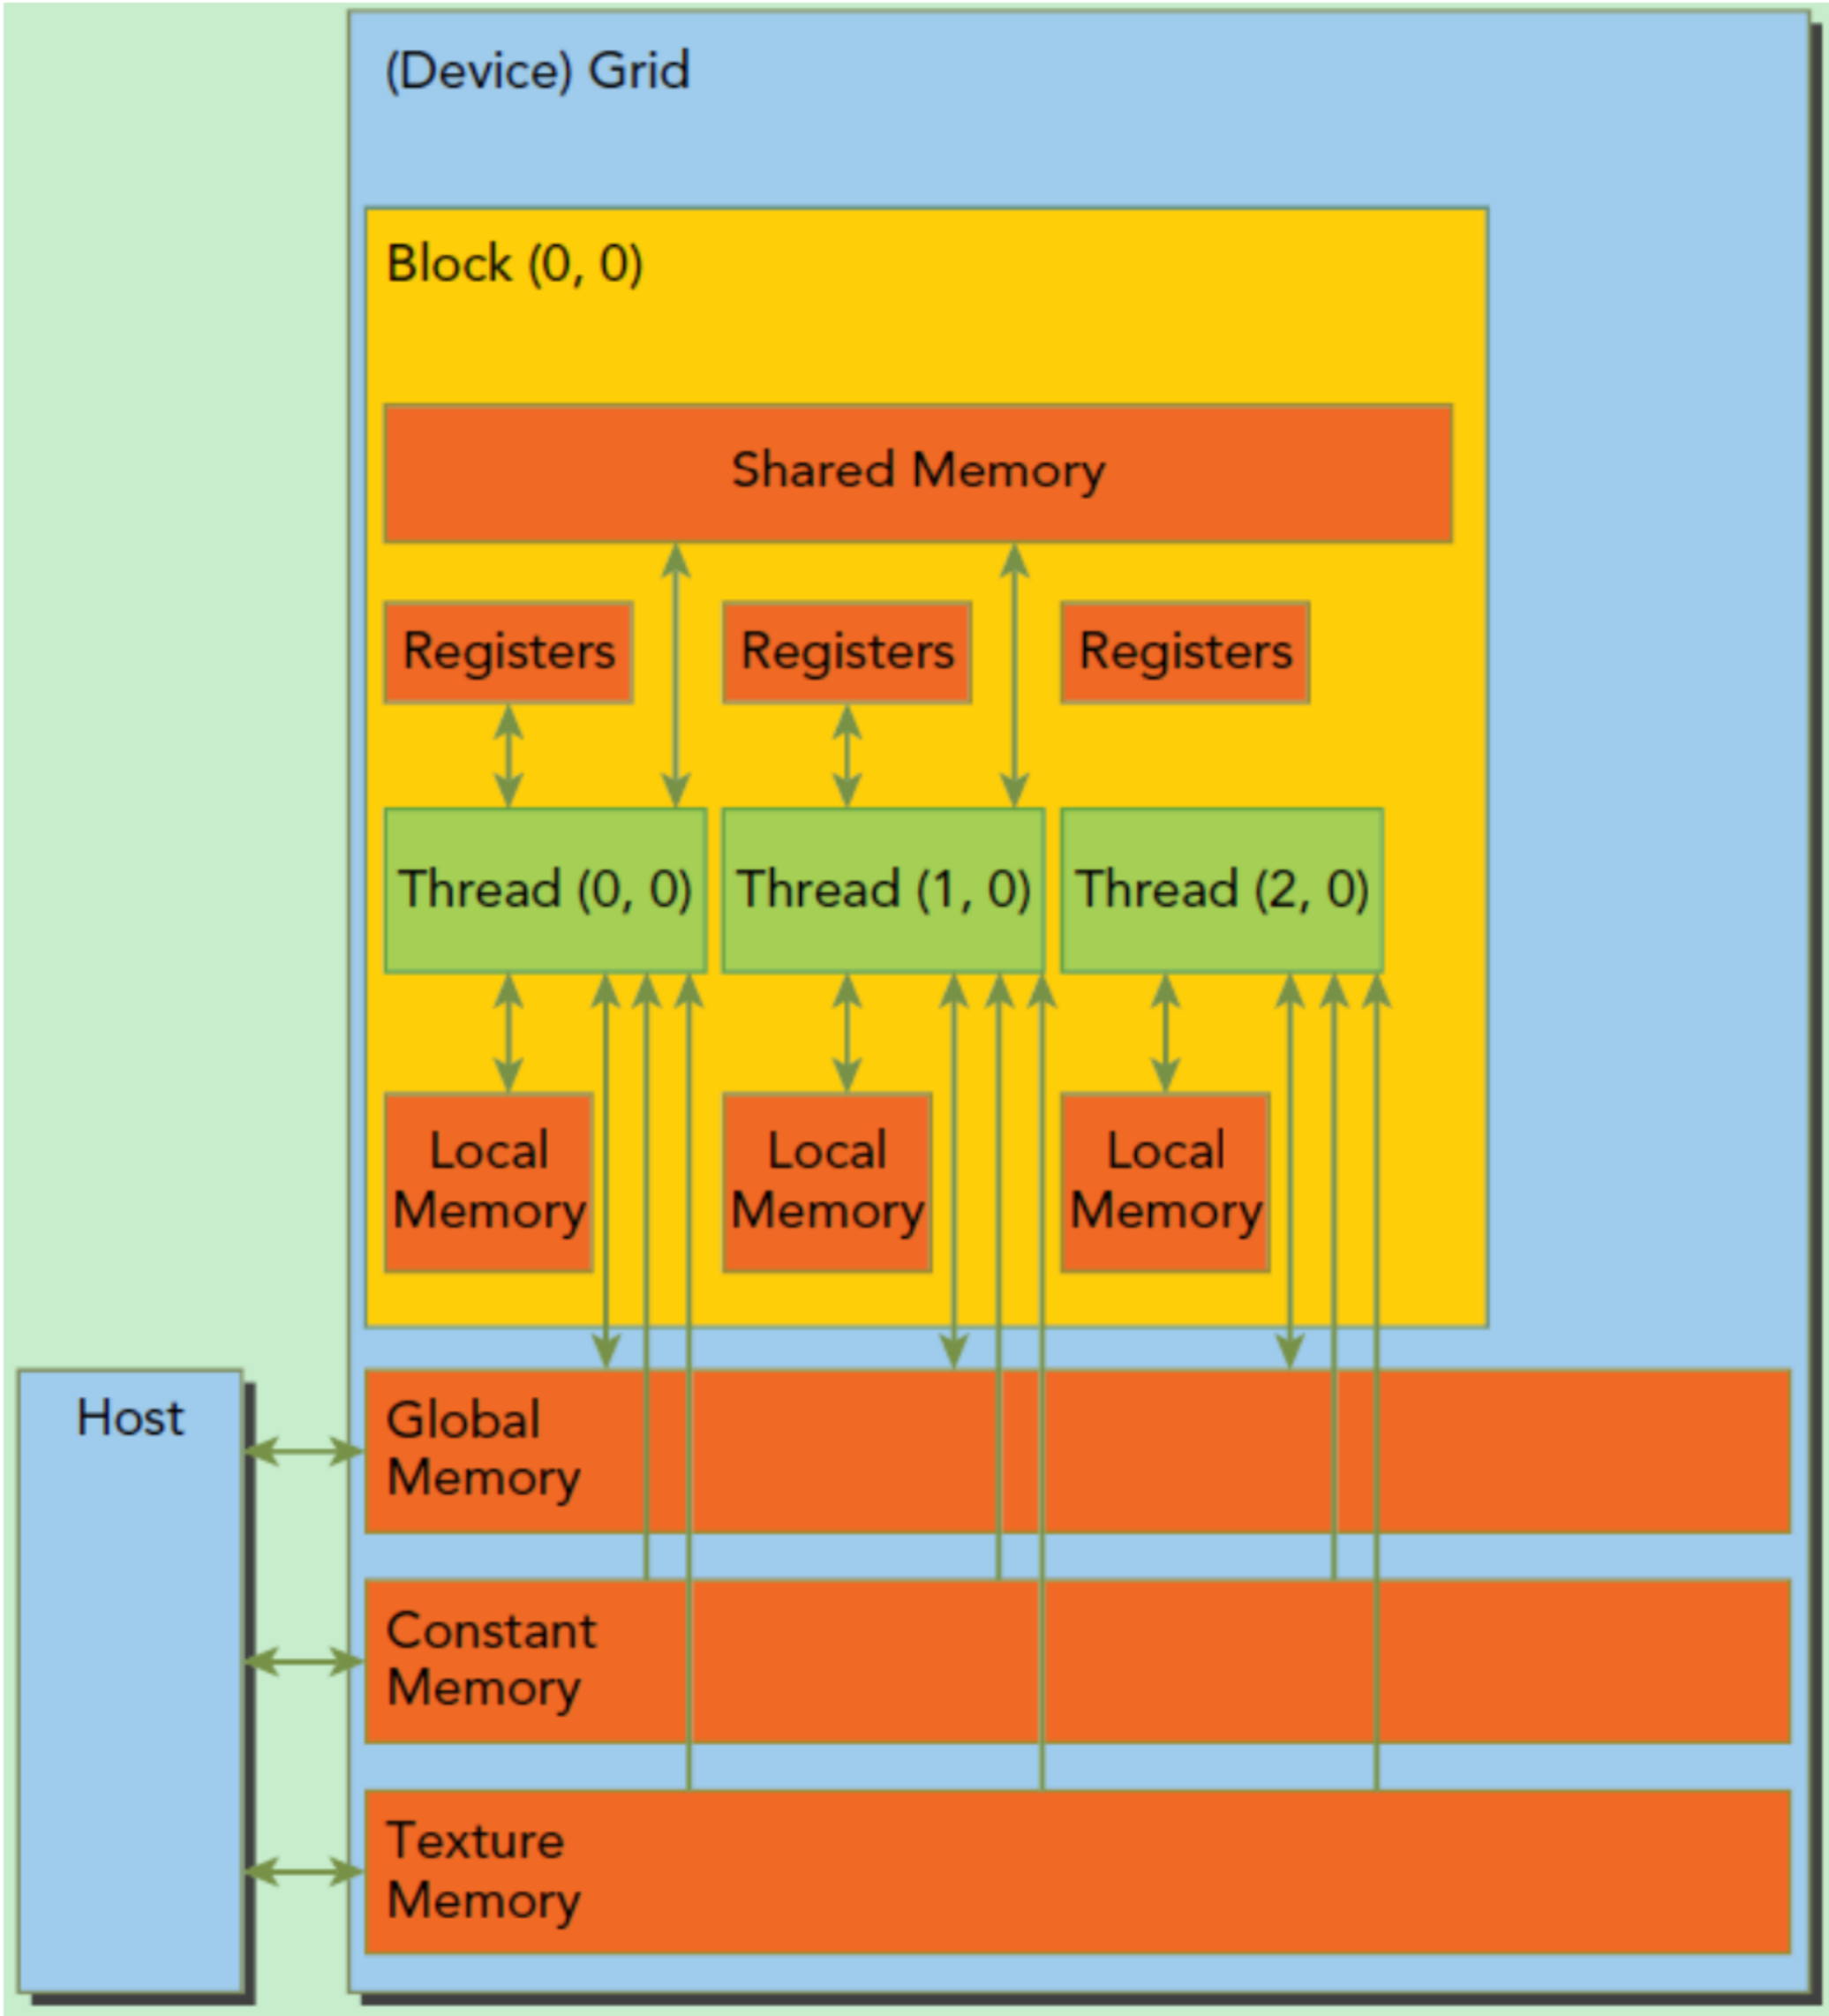 (Device) Grid
Block (0, 0)
Shared Memory
Registers
Registers
Registers
Thread (0, 0)
Thread (1, 0)
Thread (2, 0)
Local
Memory
Local
Memory
Local
Memory
Host
Global
Memory
Constant
Memory
Texture
Memory